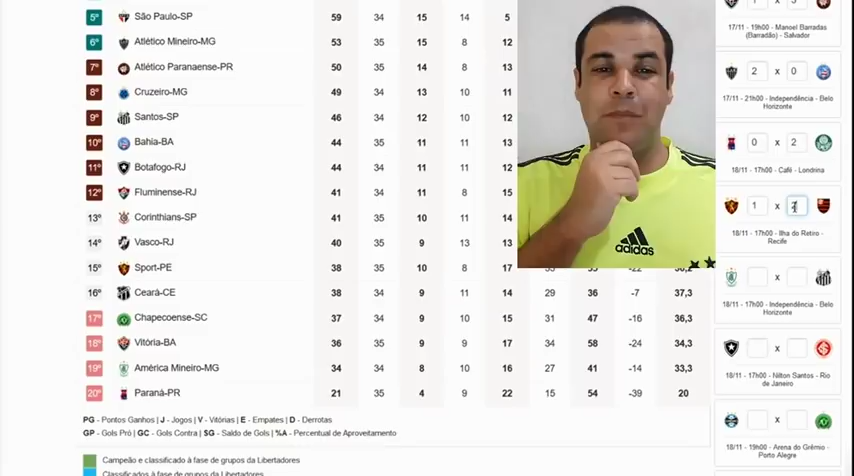 5º São Paulo-SP 59 34 15 14 5
6º Atlético Mineiro-MG 53 35 15 8 12
7º Atlético Paranaense-PR 50 35 14 8 13
8º Cruzeiro-MG 49 34 13 10 11
9º Santos-SP 46 34 12 10 12
10º Bahia-BA 44 35 11 11 13
11º Botafogo-RJ 44 34 11 11 12
12º Fluminense-RJ 41 34 11 8 15
13º Corinthians-SP 41 35 10 11 14
14º Vasco-RJ 40 35 9 13 13
15º Sport-PE 38 35 10 8 17
16º Ceará-CE 38 34 9 11 14 29 36 -7 37,3
17º Chapecoense-SC 37 34 9 10 15 31 47 -16 36,3
18º Vitória-BA 36 35 9 9 17 34 58 -24 34,3
19º América Mineiro-MG 34 34 8 10 16 27 41 -14 33,3
20º Paraná-PR 21 35 4 9 22 15 54 -39 20
PG - Pontos Ganhos | J - Jogos | V - Vitórias | E - Empates | D - Derrotas
GP - Gols Pró | GC - Gols Contra | SG - Saldo de Gols | %A - Percentual de Aproveitamento
Campeão e classificado à fase de grupos da Libertadores
Classificados à fase de grupos da Libertadores
adidas
17/11 - 19h00 - Manoel Barradas
(Barradão) - Salvador
2 x 0
17/11 - 21h00 - Independência - Belo
Horizonte
0 x 2
18/11 - 17h00 - Café - Londrina
1 x
18/11 - 17h00 - Ilha do Retiro -
Recife
x
18/11 - 17h00 - Independência - Belo
Horizonte
x
18/11 - 17h00 - Nilton Santos - Rio
de Janeiro
x
18/11 - 19h00 - Arena do Grêmio -
Porto Alegre